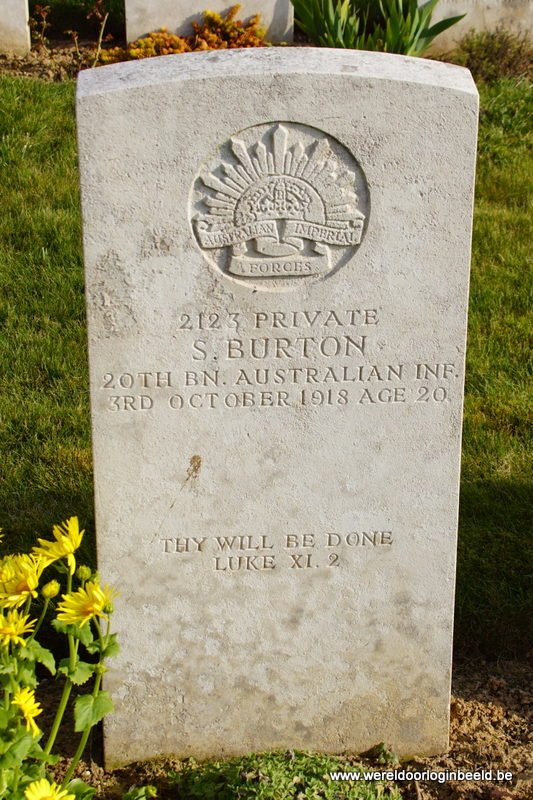 AUSTRALIAN IMPERIAL
FORCES
2123 PRIVATE
S. BURTON
20TH BN. AUSTRALIAN INF.
3RD OCTOBER 1918 AGE 20
THY WILL BE DONE
LUKE XI. 2
www.wereldoorloginbeeld.be